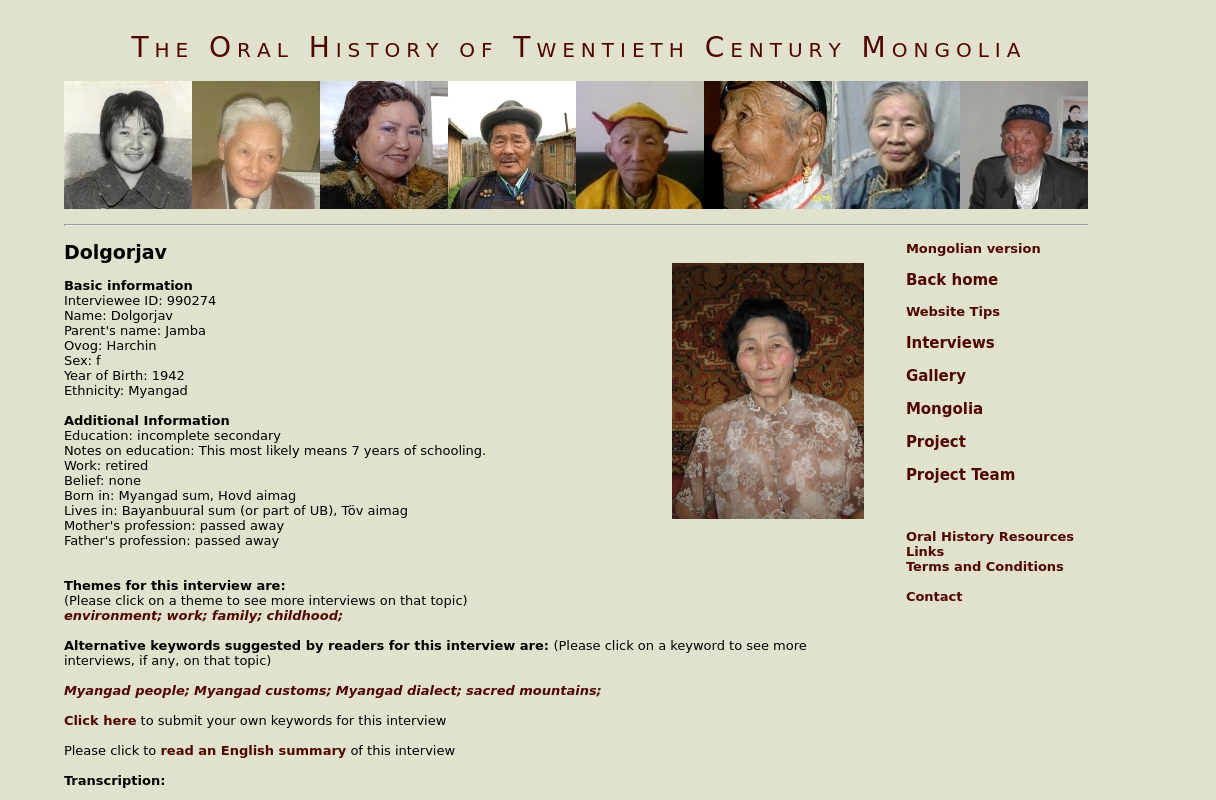 The Oral History of Twentieth Century Mongolia
Dolgorjav
Basic information
Interviewee ID: 990274
Name: Dolgorjav
Parent's name: Jamba
Ovog: Harchin
Sex: f
Year of Birth: 1942
Ethnicity: Myangad
Additional Information
Education: incomplete secondary
Notes on education: This most likely means 7 years of schooling.
Work: retired
Belief: none
Born in: Myangad sum, Hovd aimag
Lives in: Bayanbuural sum (or part of UB), Töv aimag
Mother's profession: passed away
Father's profession: passed away
Themes for this interview are:
(Please click on a theme to see more interviews on that topic)
environment; work; family; childhood;
Alternative keywords suggested by readers for this interview are: (Please click on a keyword to see more
interviews, if any, on that topic)
Myangad people; Myangad customs; Myangad dialect; sacred mountains;
Click here to submit your own keywords for this interview
Please click to read an English summary of this interview
Transcription:
Mongolian version
Back home
Website Tips
Interviews
Gallery
Mongolia
Project
Project Team
Oral History Resources
Links
Terms and Conditions
Contact